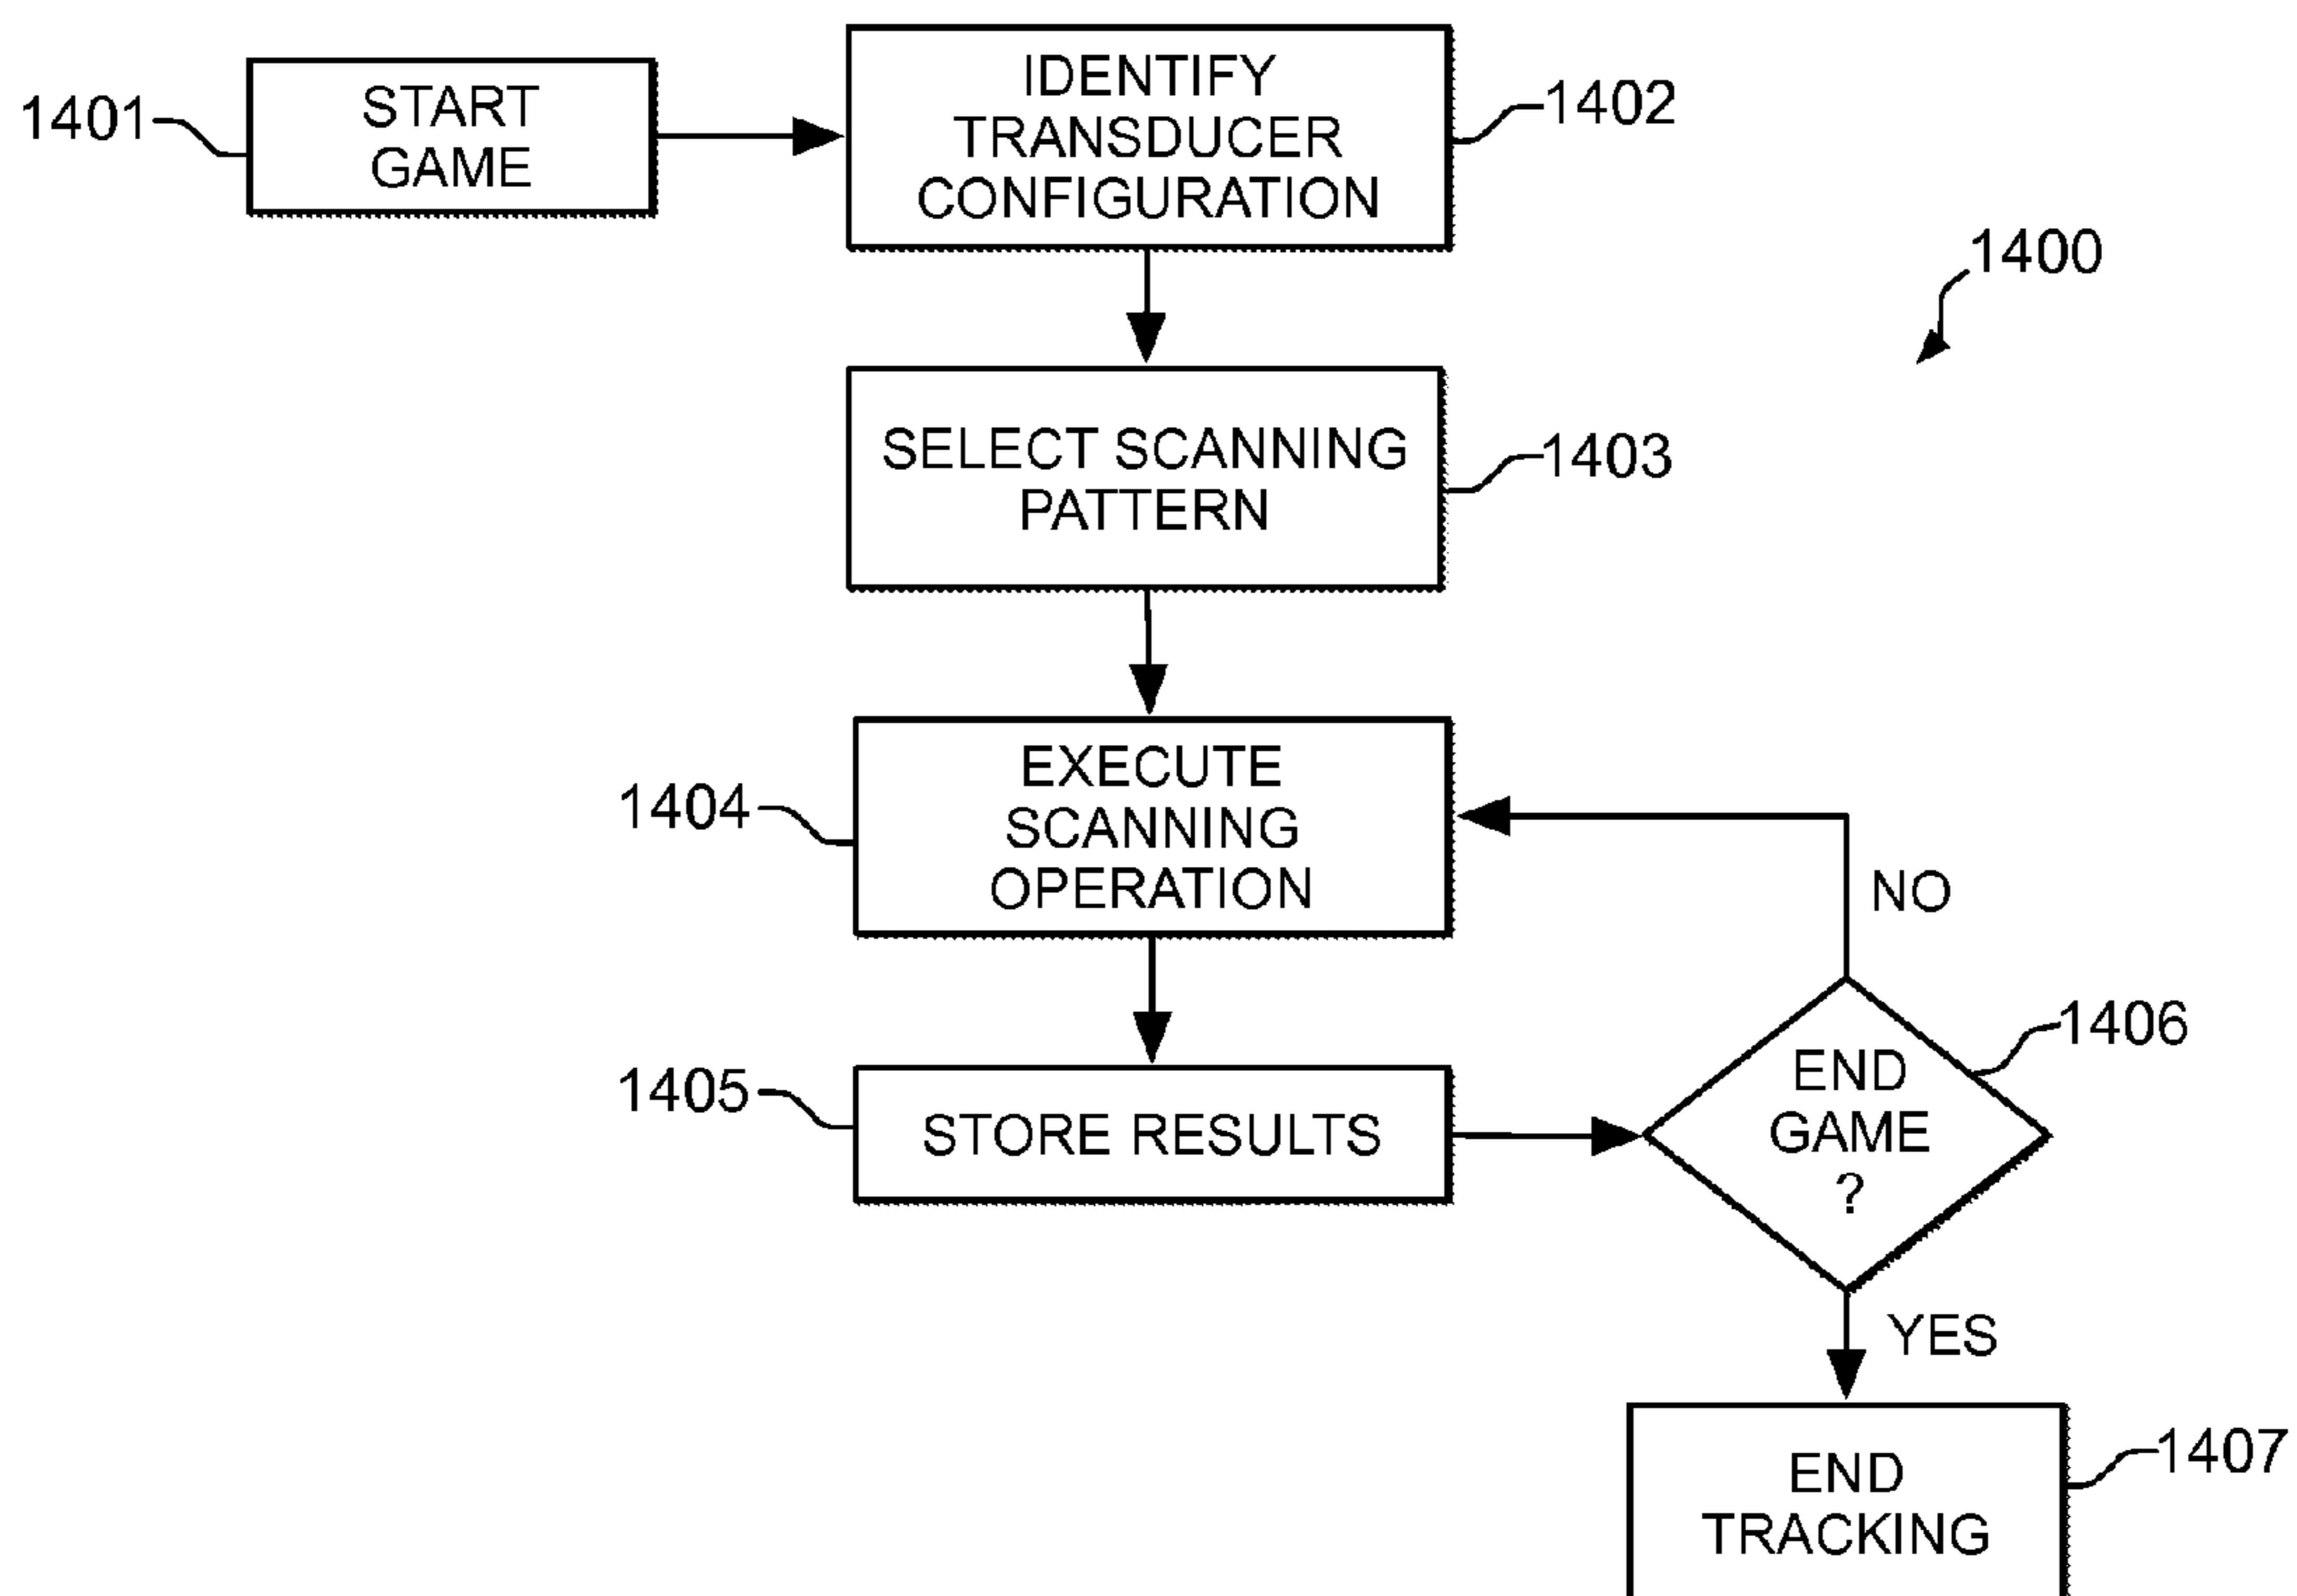 1401
START
GAME
IDENTIFY
TRANSDUCER
CONFIGURATION
1402
1400
SELECT SCANNING
PATTERN
1403
1404
EXECUTE
SCANNING
OPERATION
NO
1405
STORE RESULTS
END
GAME
?
1406
YES
END
TRACKING
1407